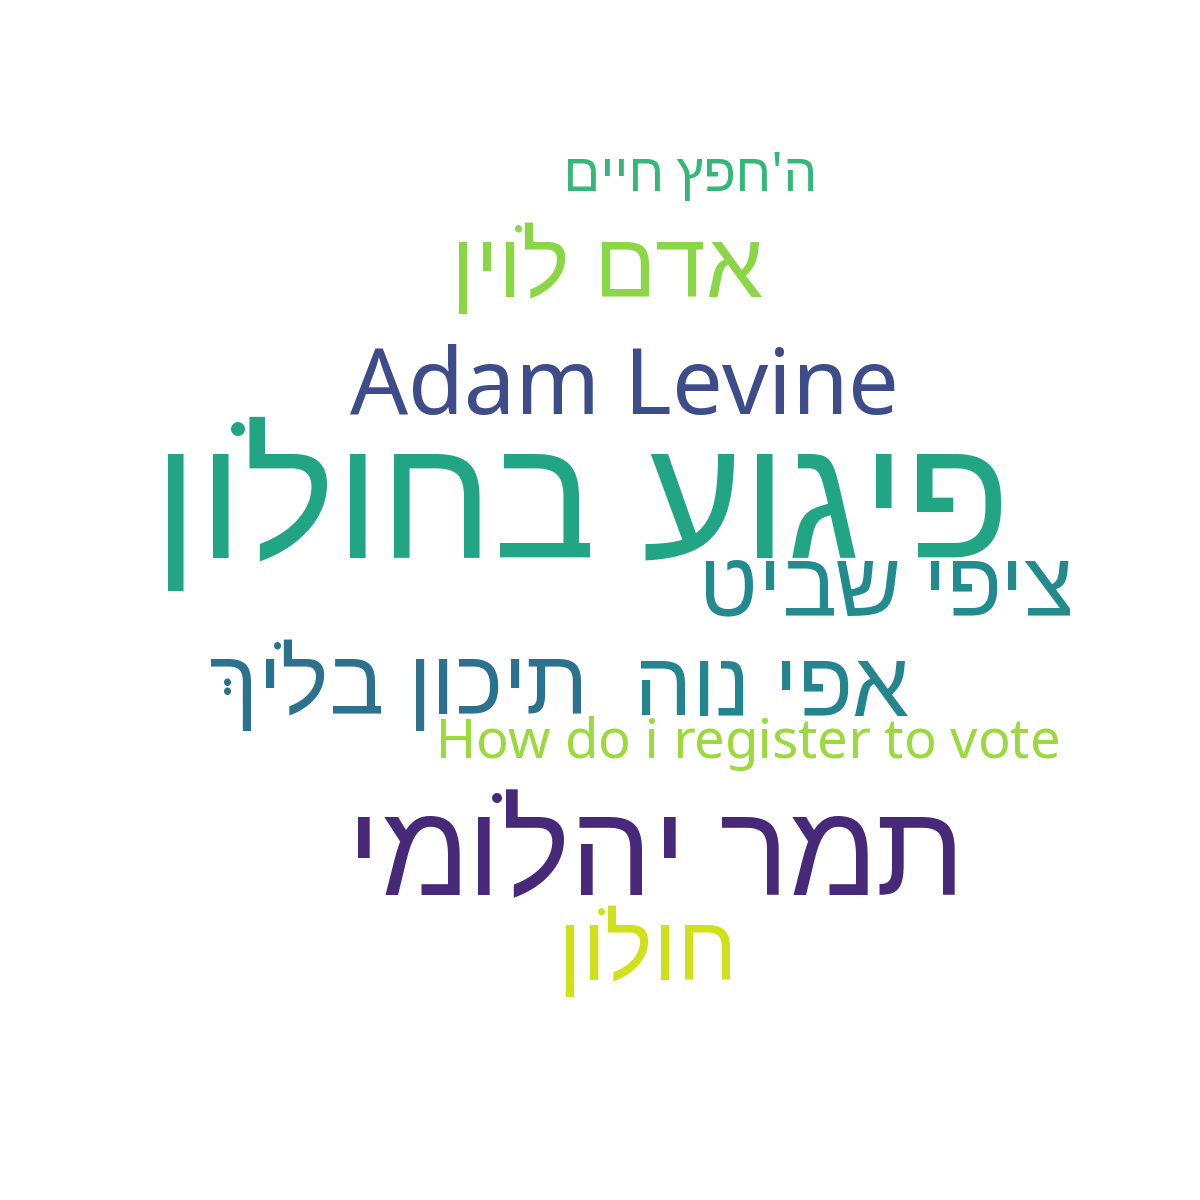 ה'חפץ חיים
אדם לוין
Adam Levine
פיגוע בחולון
ציפי שביט
תיכון בליך
אפי נוה
How do i register to vote
תמר יהלומי
חולון